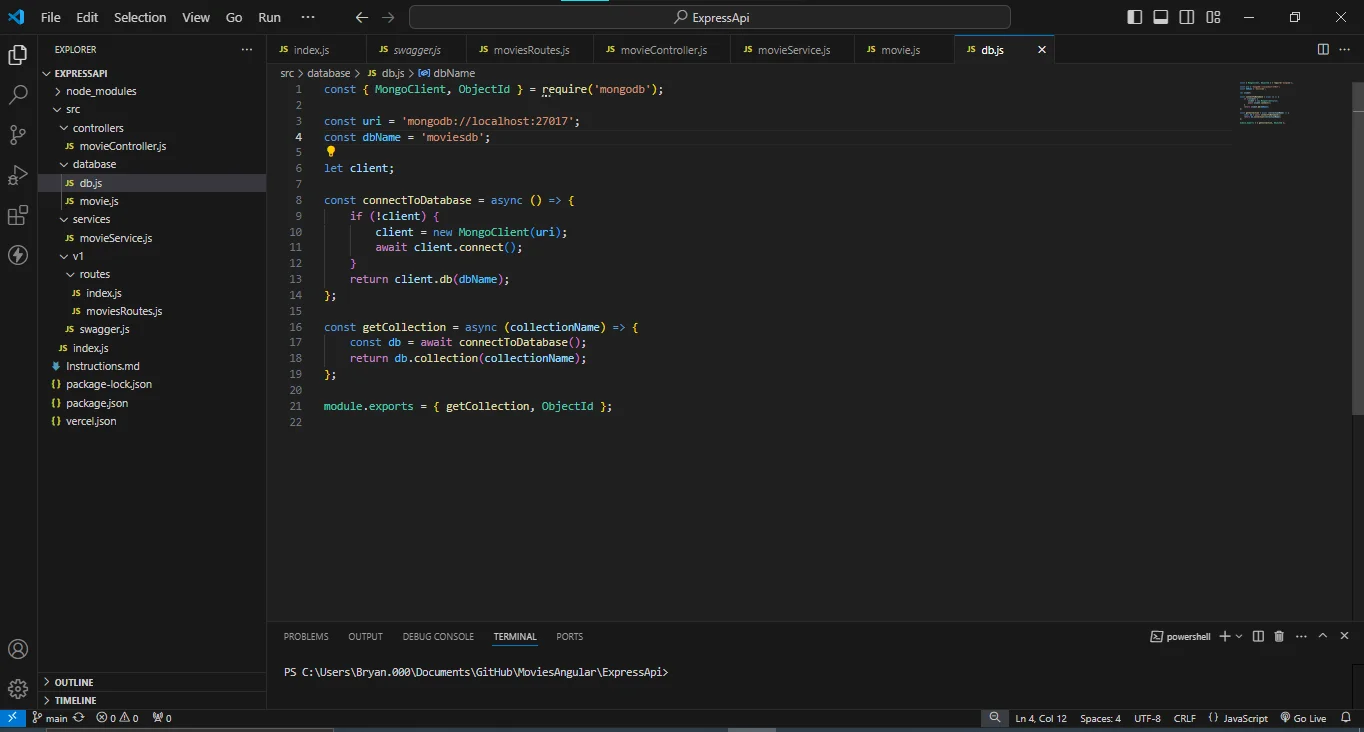 File Edit Selection View Go Run ··· ExpressApi
EXPLORER ···
EXPRESSAPI
node_modules
src
controllers
JS movieController.js
database
JS db.js
JS movie.js
services
JS movieService.js
v1
routes
JS index.js
JS moviesRoutes.js
JS swagger.js
JS index.js
Instructions.md
{} package-lock.json
{} package.json
{} vercel.json
OUTLINE
TIMELINE
JS index.js JS swagger.js JS moviesRoutes.js JS movieController.js JS movieService.js JS movie.js JS db.js
src > database > JS db.js > dbName
1 const { MongoClient, ObjectId } = require('mongodb');
2
3 const uri = 'mongodb://localhost:27017';
4 const dbName = 'moviesdb';
5
6 let client;
7
8 const connectToDatabase = async () => {
9     if (!client) {
10         client = new MongoClient(uri);
11         await client.connect();
12     }
13     return client.db(dbName);
14 };
15
16 const getCollection = async (collectionName) => {
17     const db = await connectToDatabase();
18     return db.collection(collectionName);
19 };
20
21 module.exports = { getCollection, ObjectId };
22
PROBLEMS OUTPUT DEBUG CONSOLE TERMINAL PORTS powershell
PS C:\Users\Bryan.000\Documents\GitHub\MoviesAngular\ExpressApi>
main 0 0 0 Ln 4, Col 12 Spaces: 4 UTF-8 CRLF {} JavaScript Go Live